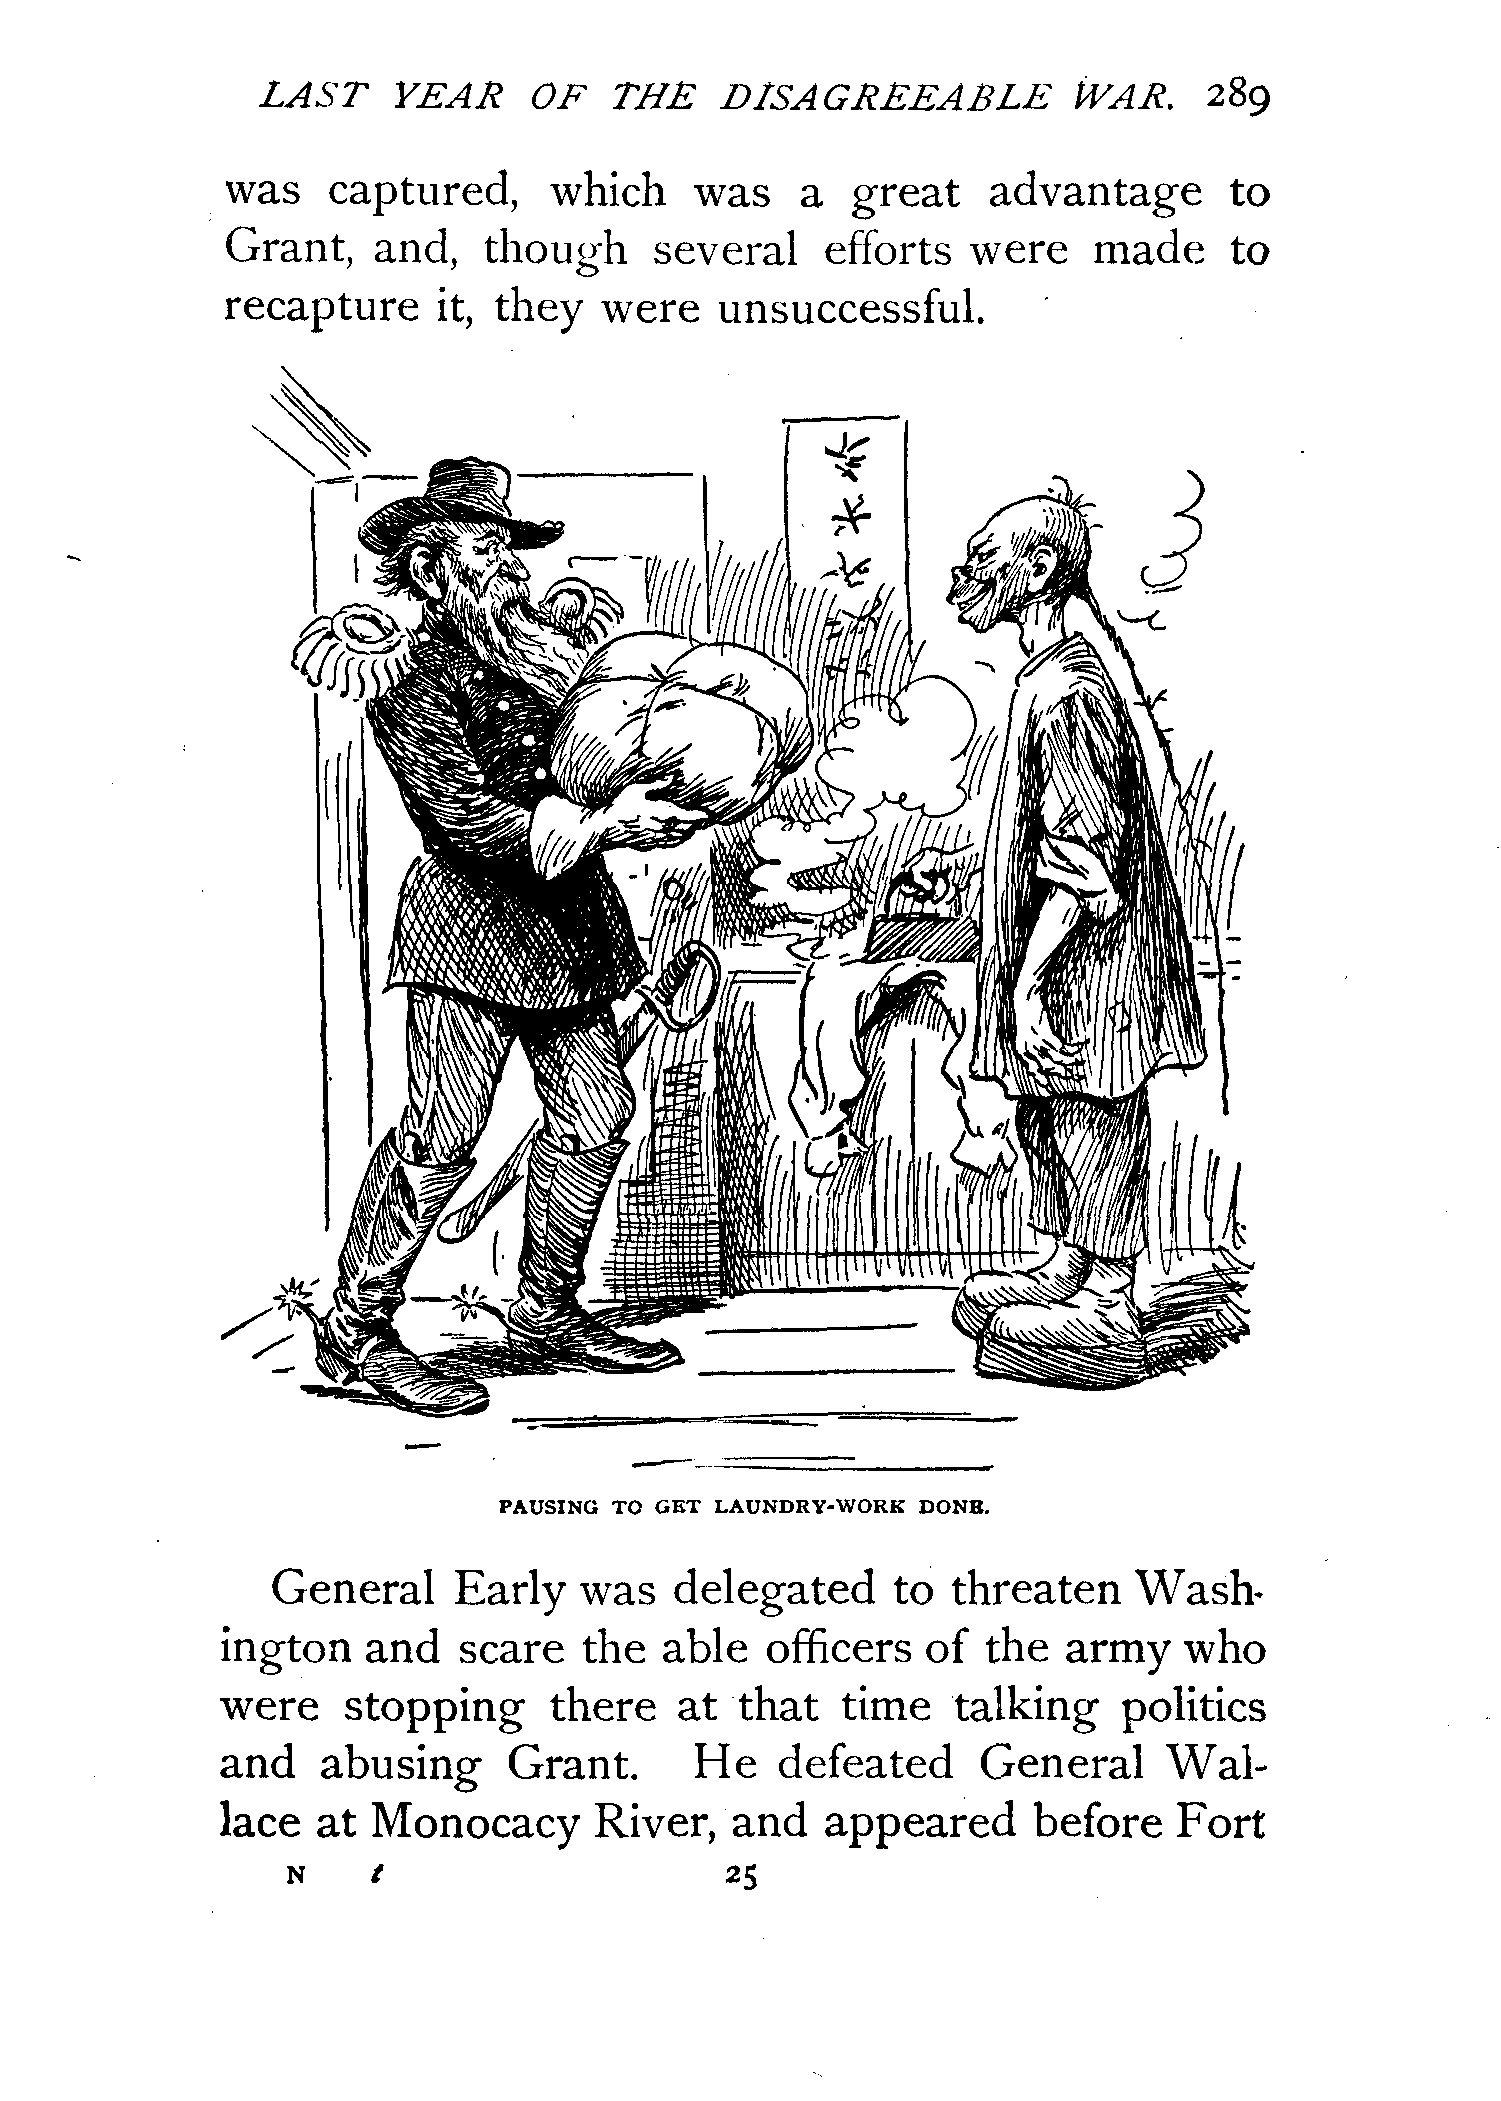 LAST YEAR OF THE DISAGREEABLE WAR. 289
was captured, which was a great advantage to
Grant, and, though several efforts were made to
recapture it, they were unsuccessful.
PAUSING TO GET LAUNDRY-WORK DONE.
General Early was delegated to threaten Wash-
ington and scare the able officers of the army who
were stopping there at that time talking politics
and abusing Grant. He defeated General Wal-
lace at Monocacy River, and appeared before Fort
N t 25